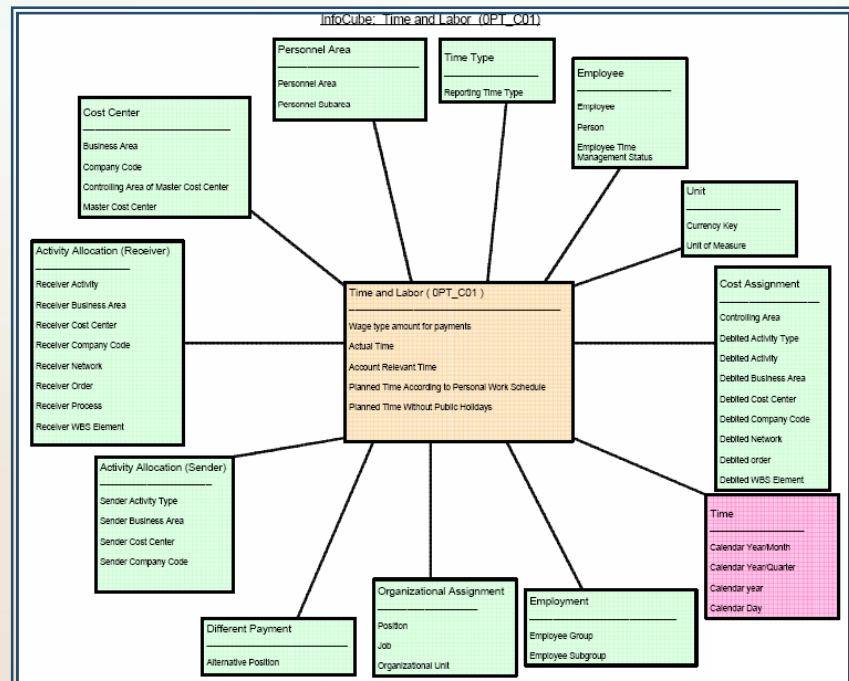 InfoCube: Time and Labor (0PT_C01)
Personnel Area
Personnel Area
Personnel Subarea
Time Type
Reporting Time Type
Employee
Employee
Person
Employee Time
Management Status
Cost Center
Business Area
Company Code
Controlling Area of Master Cost Center
Master Cost Center
Unit
Currency Key
Unit of Measure
Activity Allocation (Receiver)
Receiver Activity
Receiver Business Area
Receiver Cost Center
Receiver Company Code
Receiver Network
Receiver Order
Receiver Process
Receiver WBS Element
Time and Labor ( 0PT_C01 )
Wage type amount for payments
Actual Time
Account Relevant Time
Planned Time According to Personal Work Schedule
Planned Time Without Public Holidays
Cost Assignment
Controlling Area
Debited Activity Type
Debited Activity
Debited Business Area
Debited Cost Center
Debited Company Code
Debited Network
Debited order
Debited WBS Element
Activity Allocation (Sender)
Sender Activity Type
Sender Business Area
Sender Cost Center
Sender Company Code
Time
Calendar Year/Month
Calendar Year/Quarter
Calendar year
Calendar Day
Different Payment
Alternative Position
Organizational Assignment
Position
Job
Organizational Unit
Employment
Employee Group
Employee Subgroup